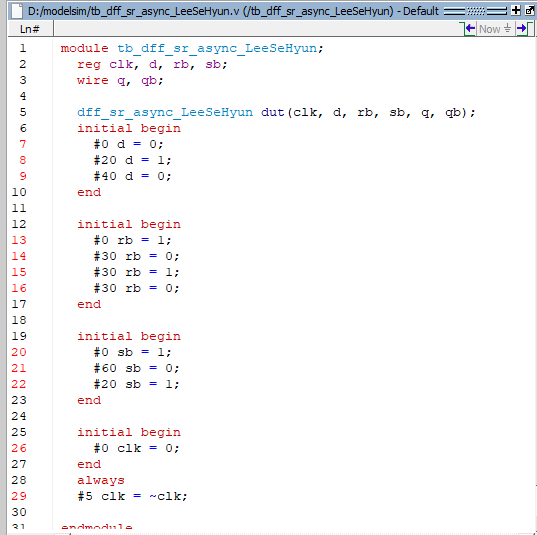 D:/modelsim/tb_dff_sr_async_LeeSeHyun.v (/tb_dff_sr_async_LeeSeHyun) - Default
Ln#
Now
1 module tb_dff_sr_async_LeeSeHyun;
2 reg clk, d, rb, sb;
3 wire q, qb;
4
5 dff_sr_async_LeeSeHyun dut(clk, d, rb, sb, q, qb);
6 initial begin
7 #0 d = 0;
8 #20 d = 1;
9 #40 d = 0;
10 end
11
12 initial begin
13 #0 rb = 1;
14 #30 rb = 0;
15 #30 rb = 1;
16 #30 rb = 0;
17 end
18
19 initial begin
20 #0 sb = 1;
21 #60 sb = 0;
22 #20 sb = 1;
23 end
24
25 initial begin
26 #0 clk = 0;
27 end
28 always
29 #5 clk = ~clk;
30
31 endmodule